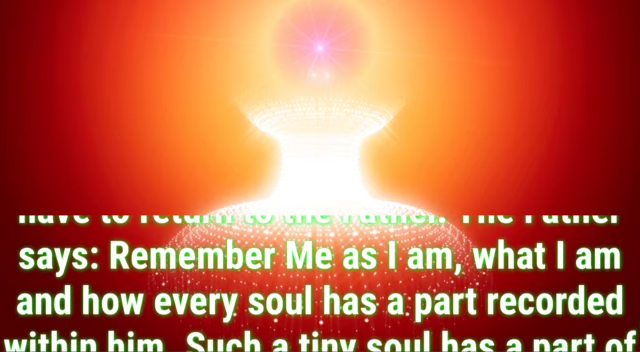 have to return to the Father. The Father
says: Remember Me as I am, what I am
and how every soul has a part recorded
within him. Such a tiny soul has a part of